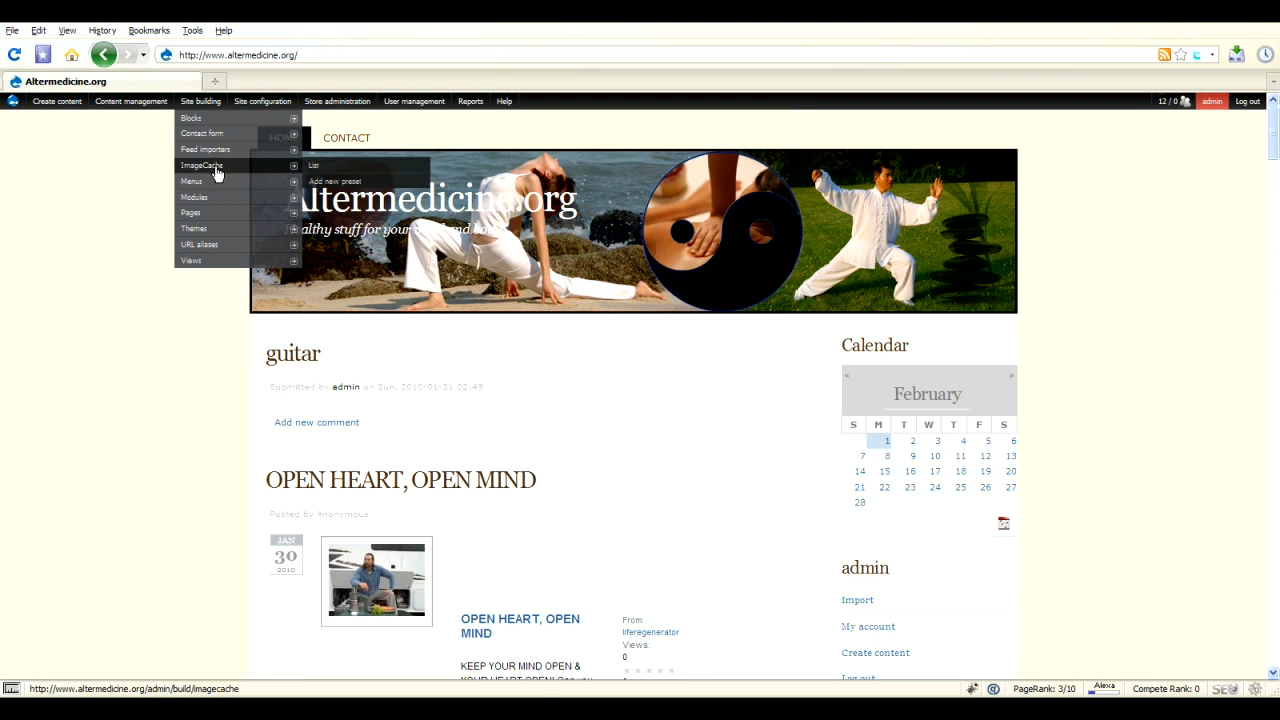 File Edit View History Bookmarks Tools Help
http://www.altermedicine.org/
Altermedicine.org
Create content Content management Site building Site configuration Store administration User management Reports Help 12 / 0 admin Log out
Blocks
Contact form
Feed importers
ImageCache
Menus
Modules
Pages
Themes
URL aliases
Views
List
Add new preset
CONTACT
Altermedicine.org
guitar
Submitted by admin on Sun, 2010-01-31 02:49
Add new comment
OPEN HEART, OPEN MIND
Posted by Anonymous
JAN
30
2010
OPEN HEART, OPEN
MIND
KEEP YOUR MIND OPEN &
From:
liferegenerator
Views:
0
Calendar
« »
February
S M T W T F S
1 2 3 4 5 6
7 8 9 10 11 12 13
14 15 16 17 18 19 20
21 22 23 24 25 26 27
28
admin
Import
My account
Create content
Log out
http://www.altermedicine.org/admin/build/imagecache PageRank: 3/10 Alexa Compete Rank: 0